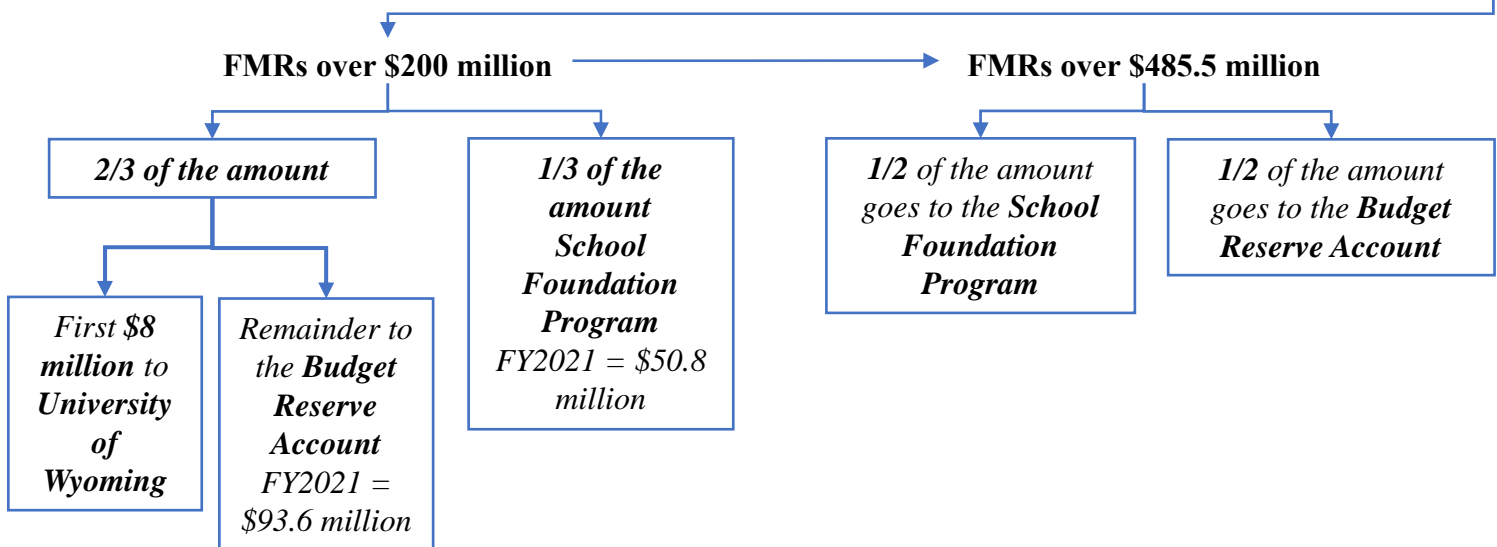 FMRs over $200 million
FMRs over $485.5 million
2/3 of the amount
1/3 of the
amount
School
Foundation
Program
FY2021 = $50.8
million
1/2 of the amount
goes to the School
Foundation
Program
1/2 of the amount
goes to the Budget
Reserve Account
First $8
million to
University
of
Wyoming
Remainder to
the Budget
Reserve
Account
FY2021 =
$93.6 million